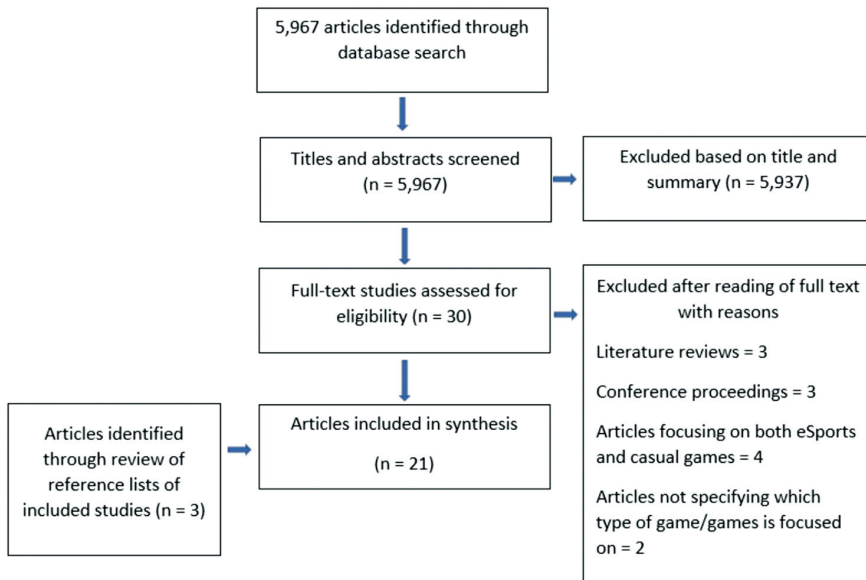 5,967 articles identified through
database search
Titles and abstracts screened
(n = 5,967)
Excluded based on title and
summary (n = 5,937)
Full-text studies assessed for
eligibility (n = 30)
Excluded after reading of full text
with reasons
Literature reviews = 3
Conference proceedings = 3
Articles focusing on both eSports
and casual games = 4
Articles not specifying which
type of game/games is focused
on = 2
Articles identified
through review of
reference lists of
included studies (n = 3)
Articles included in synthesis
(n = 21)